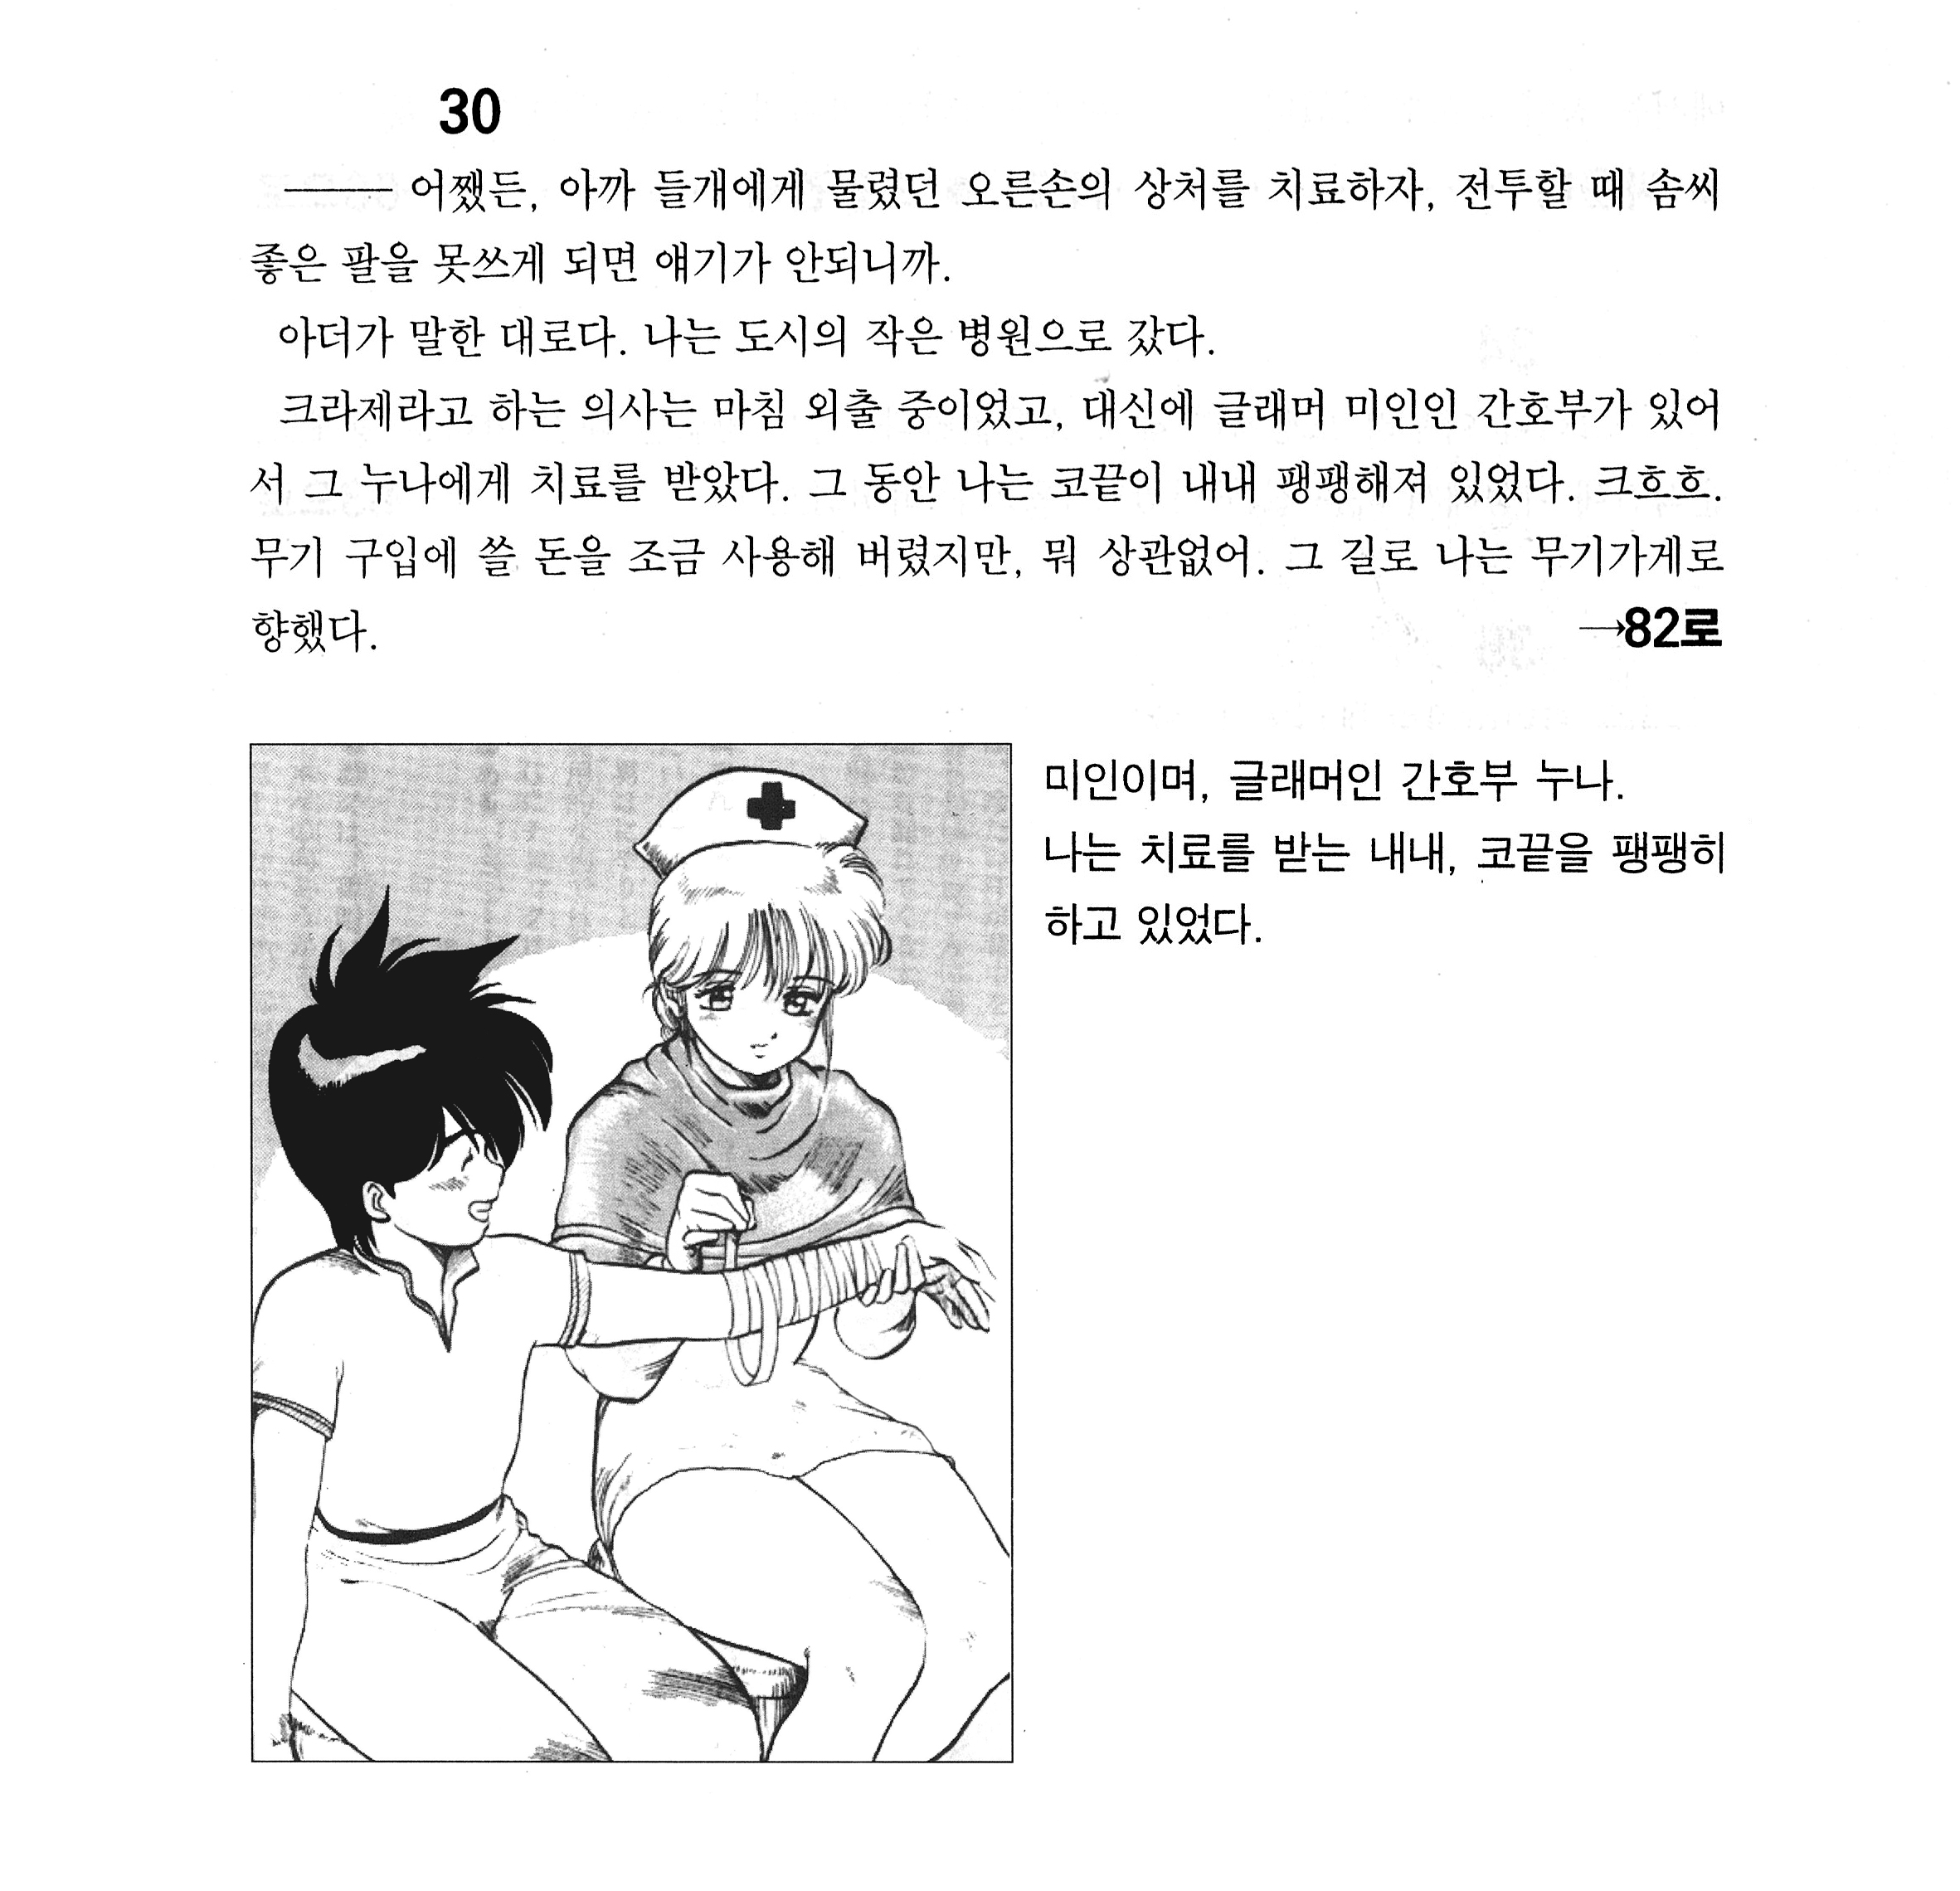 30
─── 어쨌든, 아까 들개에게 물렸던 오른손의 상처를 치료하자, 전투할 때 솜씨
좋은 팔을 못쓰게 되면 얘기가 안되니까.
아더가 말한 대로다. 나는 도시의 작은 병원으로 갔다.
크라제라고 하는 의사는 마침 외출 중이었고, 대신에 글래머 미인인 간호부가 있어
서 그 누나에게 치료를 받았다. 그 동안 나는 코끝이 내내 팽팽해져 있었다. 크흐흐.
무기 구입에 쓸 돈을 조금 사용해 버렸지만, 뭐 상관없어. 그 길로 나는 무기가게로
향했다. →82로
미인이며, 글래머인 간호부 누나.
나는 치료를 받는 내내, 코끝을 팽팽히
하고 있었다.